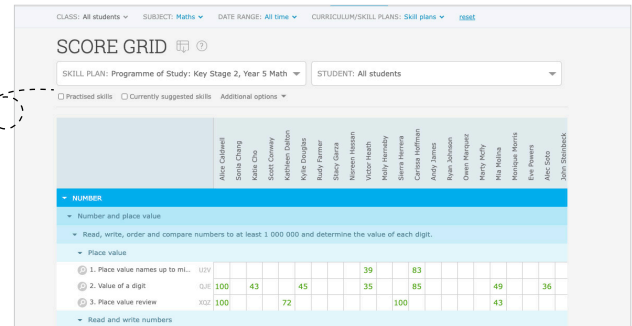 CLASS: All students SUBJECT: Maths DATE RANGE: All time CURRICULUM/SKILL PLANS: Skill plans reset
SCORE GRID ?
SKILL PLAN: Programme of Study: Key Stage 2, Year 5 Math STUDENT: All students
Practised skills Currently suggested skills Additional options
Alice Caldwell
Sonia Chang
Katie Cho
Scott Conway
Kathleen Dalton
Kylie Douglas
Rudy Farmer
Stacy Garza
Nisreen Hassan
Victor Heath
Molly Herneby
Sierra Herrera
Carissa Hoffman
Andy James
Ryan Johnson
Owen Marquez
Marty Mcfly
Mia Molina
Monique Morris
Eve Powers
Alec Soto
John Steinbeck
NUMBER
Number and place value
Read, write, order and compare numbers to at least 1 000 000 and determine the value of each digit.
Place value
1. Place value names up to mi... U2V 39 83
2. Value of a digit QJE 100 43 45 35 85 49 36
3. Place value review XQZ 100 72 100 43
Read and write numbers